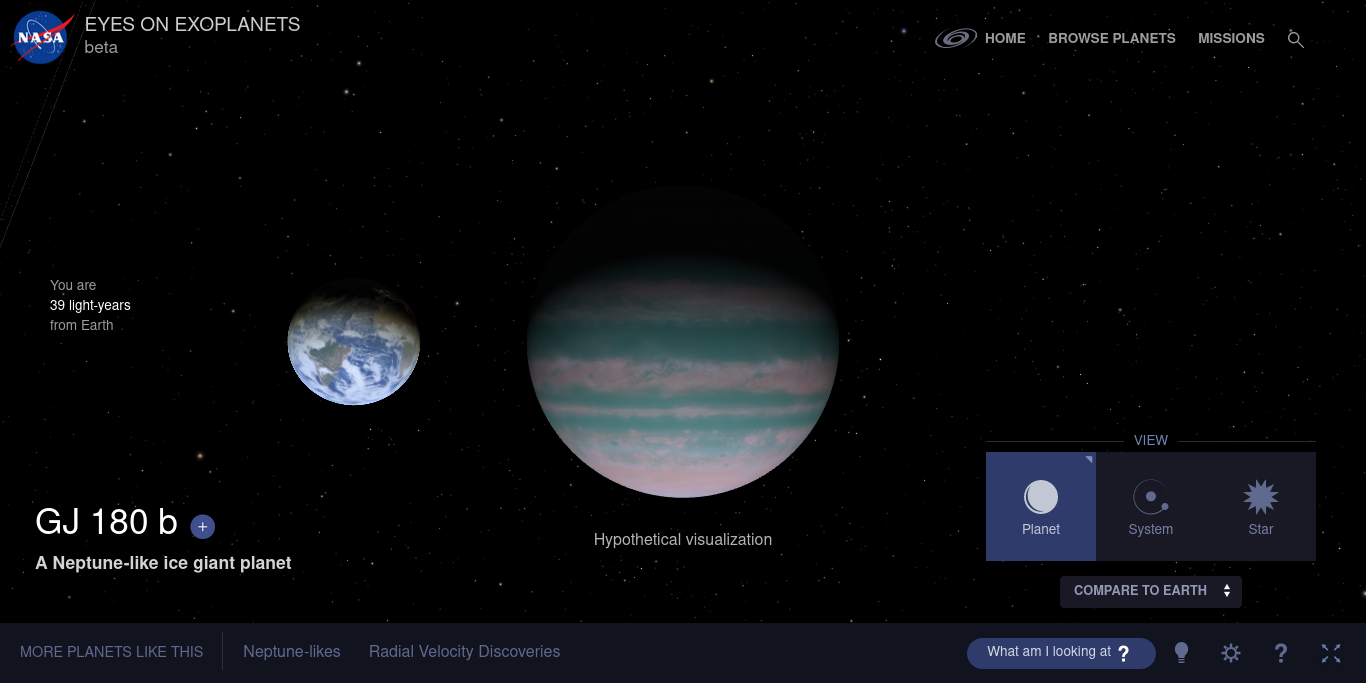 NASA
EYES ON EXOPLANETS
beta
HOME
BROWSE PLANETS
MISSIONS
You are
39 light-years
from Earth
GJ 180 b +
A Neptune-like ice giant planet
Hypothetical visualization
VIEW
Planet
System
Star
COMPARE TO EARTH
MORE PLANETS LIKE THIS
Neptune-likes
Radial Velocity Discoveries
What am I looking at ?
?